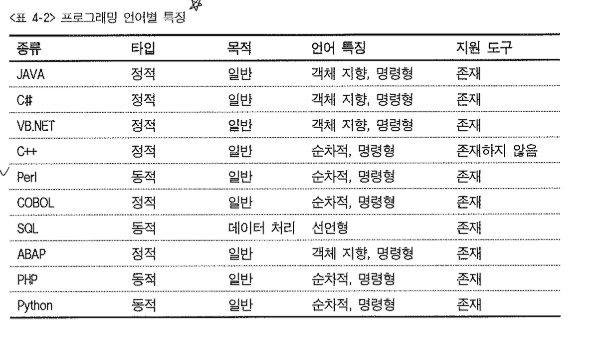 <표 4-2> 프로그래밍 언어별 특징
종류 타입 목적 언어 특징 지원 도구
JAVA 정적 일반 객체 지향, 명령형 존재
C# 정적 일반 객체 지향, 명령형 존재
VB.NET 정적 일반 객체 지향, 명령형 존재
C++ 정적 일반 순차적, 명령형 존재하지 않음
Perl 동적 일반 순차적, 명령형 존재
COBOL 정적 일반 순차적, 명령형 존재
SQL 동적 데이터 처리 선언형 존재
ABAP 정적 일반 객체 지향, 명령형 존재
PHP 동적 일반 순차적, 명령형 존재
Python 동적 일반 순차적, 명령형 존재